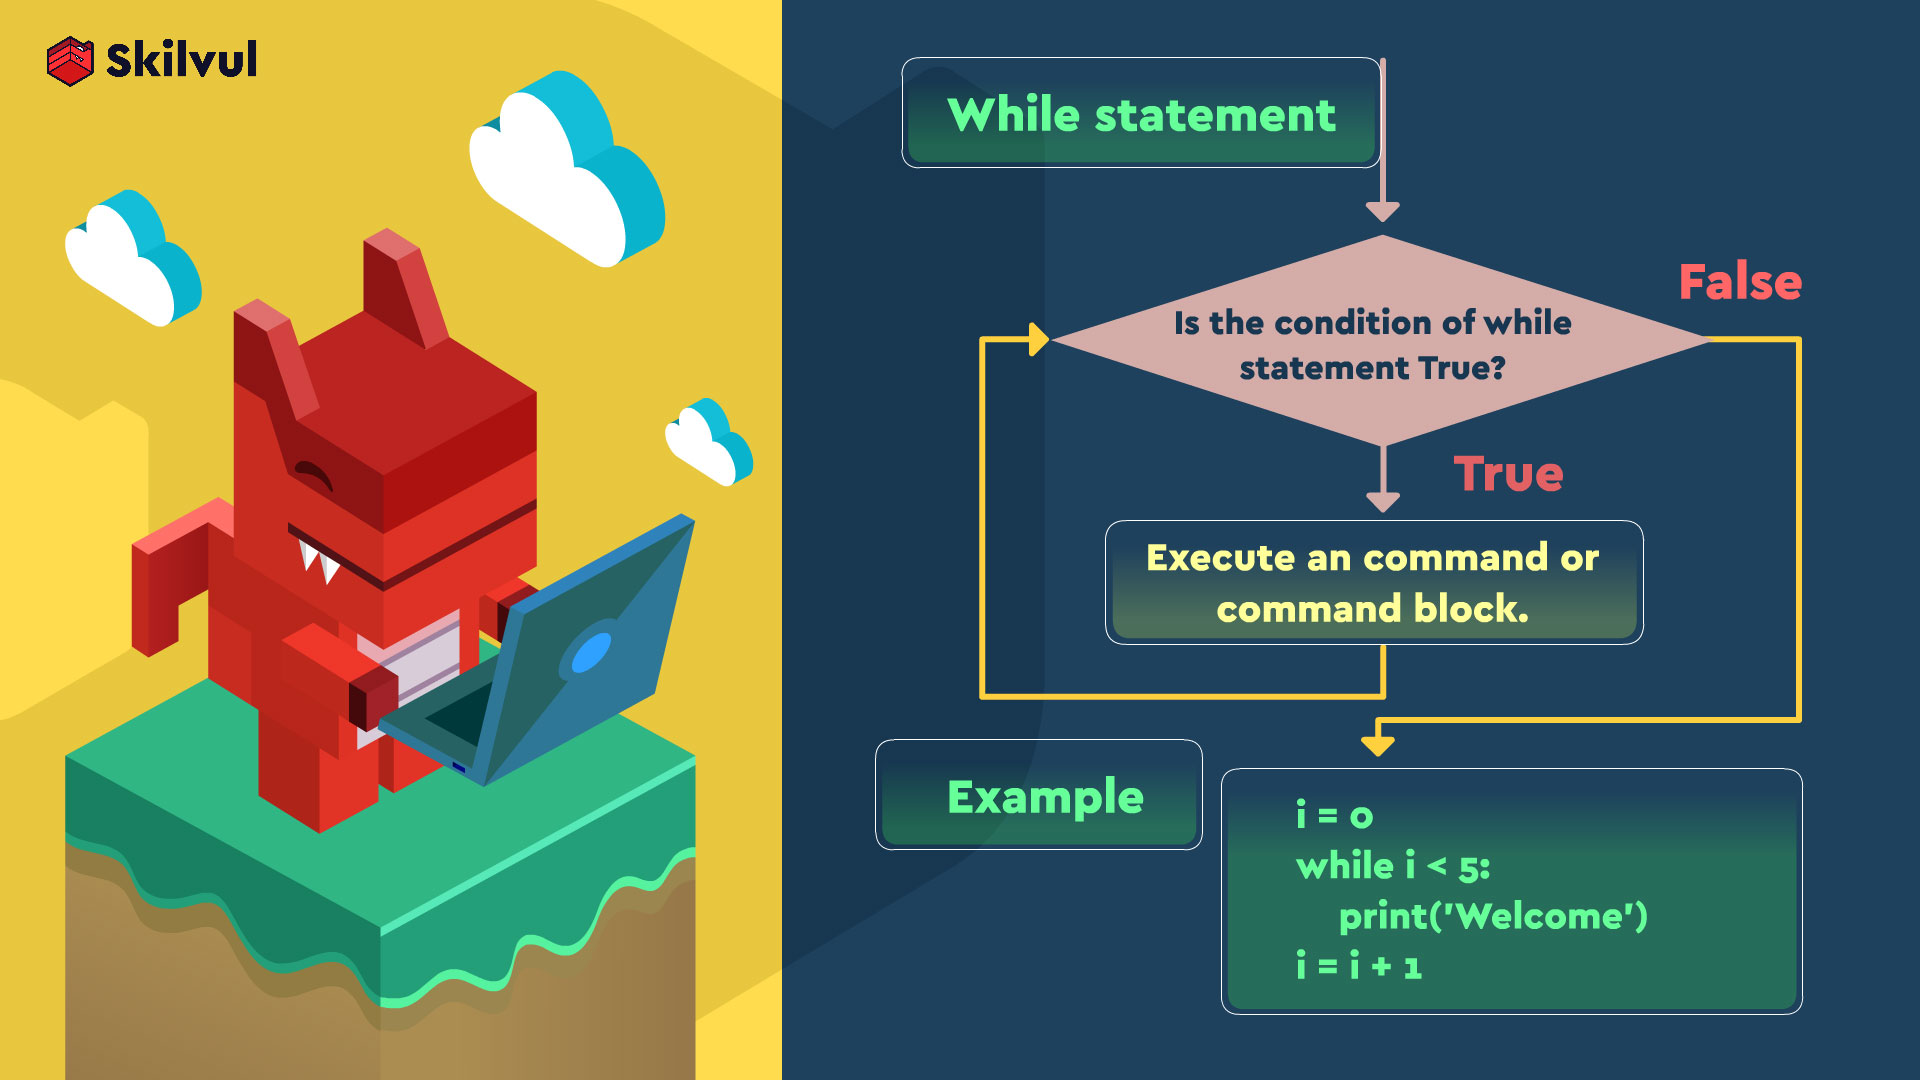 Skilvul
While statement
Is the condition of while
statement True?
False
True
Execute an command or
command block.
Example
i = 0
while i < 5:
    print('Welcome')
i = i + 1